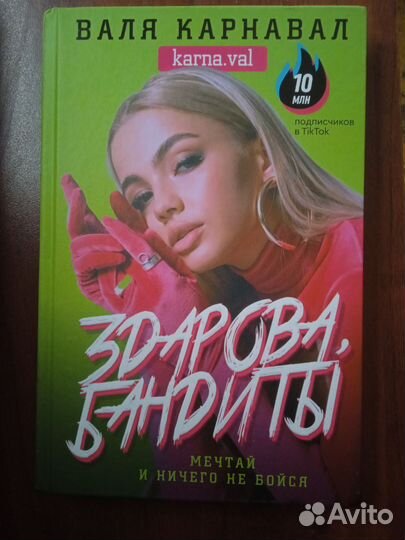 ВАЛЯ КАРНАВАЛ
karna.val
10
МЛН
подписчиков
в TikTok
ЗДАРОВА,
БАНДИТЫ
МЕЧТАЙ
И НИЧЕГО НЕ БОЙСЯ
Avito